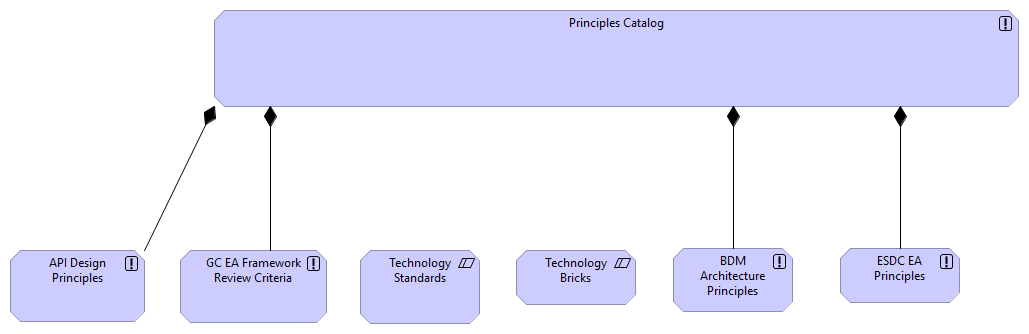 Principles Catalog
API Design
Principles
GC EA Framework
Review Criteria
Technology
Standards
Technology
Bricks
BDM
Architecture
Principles
ESDC EA
Principles